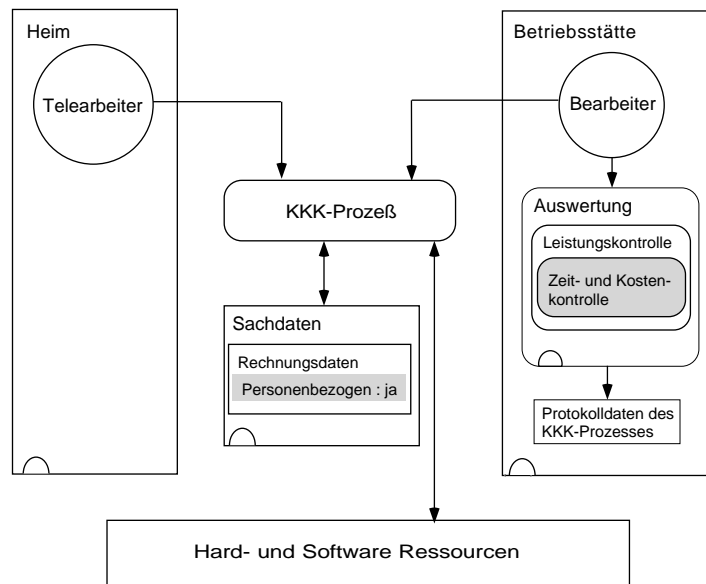 Heim
Telearbeiter
Betriebsstätte
Bearbeiter
KKK-Prozeß
Auswertung
Leistungskontrolle
Zeit- und Kosten-
kontrolle
Sachdaten
Rechnungsdaten
Personenbezogen : ja
Protokolldaten des
KKK-Prozesses
Hard- und Software Ressourcen